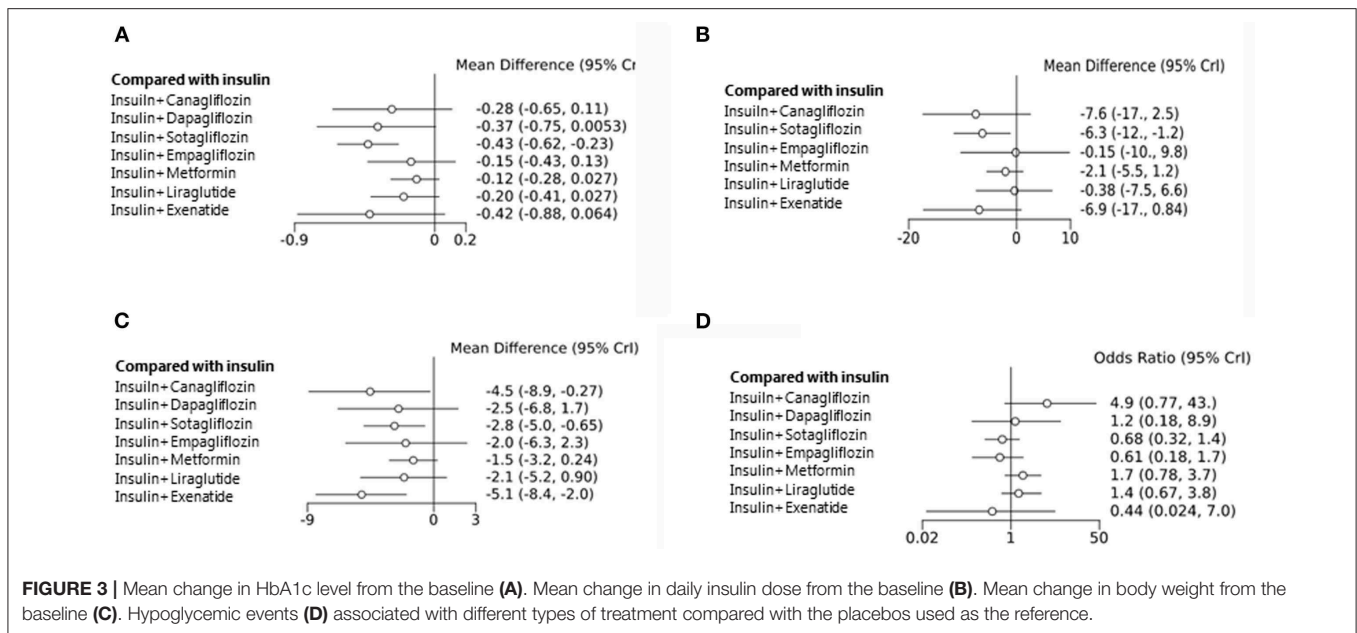 A
Mean Difference (95% Cr
Compared with insulin
Insuiln+Canagliflozin -0.28 (-0.65, 0.11)
Insuiln+Dapagliflozin -0.37 (-0.75, 0.0053)
Insuiln+Sotagliflozin -0.43 (-0.62, -0.23)
Insuiln+Empagliflozin -0.15 (-0.43, 0.13)
Insulin+Metformin -0.12 (-0.28, 0.027)
Insulin+Liraglutide -0.20 (-0.41, 0.027)
Insulin+Exenatide -0.42 (-0.88, 0.064)
-0.9 0 0.2
B
Mean Difference (95% CrI)
Compared with insulin
Insuiln+Canagliflozin -7.6 (-17., 2.5)
Insuiln+Sotagliflozin -6.3 (-12., -1.2)
Insuiln+Empagliflozin -0.15 (-10., 9.8)
Insulin+Metformin -2.1 (-5.5, 1.2)
Insulin+Liraglutide -0.38 (-7.5, 6.6)
Insulin+Exenatide -6.9 (-17., 0.84)
-20 0 10
C
Mean Difference (95% CrI)
Compared with insulin
Insuiln+Canagliflozin -4.5 (-8.9, -0.27)
Insuiln+Dapagliflozin -2.5 (-6.8, 1.7)
Insuiln+Sotagliflozin -2.8 (-5.0, -0.65)
Insuiln+Empagliflozin -2.0 (-6.3, 2.3)
Insulin+Metformin -1.5 (-3.2, 0.24)
Insulin+Liraglutide -2.1 (-5.2, 0.90)
Insulin+Exenatide -5.1 (-8.4, -2.0)
-9 0 3
D
Odds Ratio (95% CrI)
Compared with insulin
Insuiln+Canagliflozin 4.9 (0.77, 43.)
Insuiln+Dapagliflozin 1.2 (0.18, 8.9)
Insuiln+Sotagliflozin 0.68 (0.32, 1.4)
Insuiln+Empagliflozin 0.61 (0.18, 1.7)
Insulin+Metformin 1.7 (0.78, 3.7)
Insulin+Liraglutide 1.4 (0.67, 3.8)
Insulin+Exenatide 0.44 (0.024, 7.0)
0.02 1 50
FIGURE 3 | Mean change in HbA1c level from the baseline (A). Mean change in daily insulin dose from the baseline (B). Mean change in body weight from the
baseline (C). Hypoglycemic events (D) associated with different types of treatment compared with the placebos used as the reference.